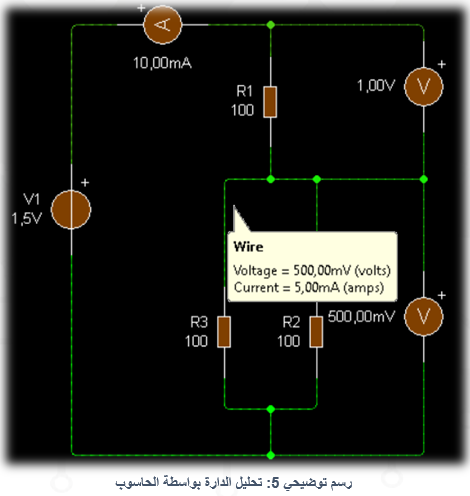 +
A
10,00mA
R1
100
1,00V
+
V
V1
1,5V
+
Wire
Voltage = 500,00mV (volts)
Current = 5,00mA (amps)
R3
100
R2
100
500,00mV
+
V
رسم توضيحي 5: تحليل الدارة بواسطة الحاسوب